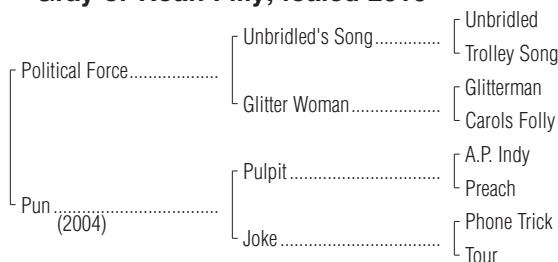 Unbridled
Unbridled's Song..............
Trolley Song
Political Force....................
Glitterman
Glitter Woman.................
Carols Folly
A.P. Indy
Pulpit..............................
Preach
Pun.....................................
(2004)
Phone Trick
Joke................................
Tour